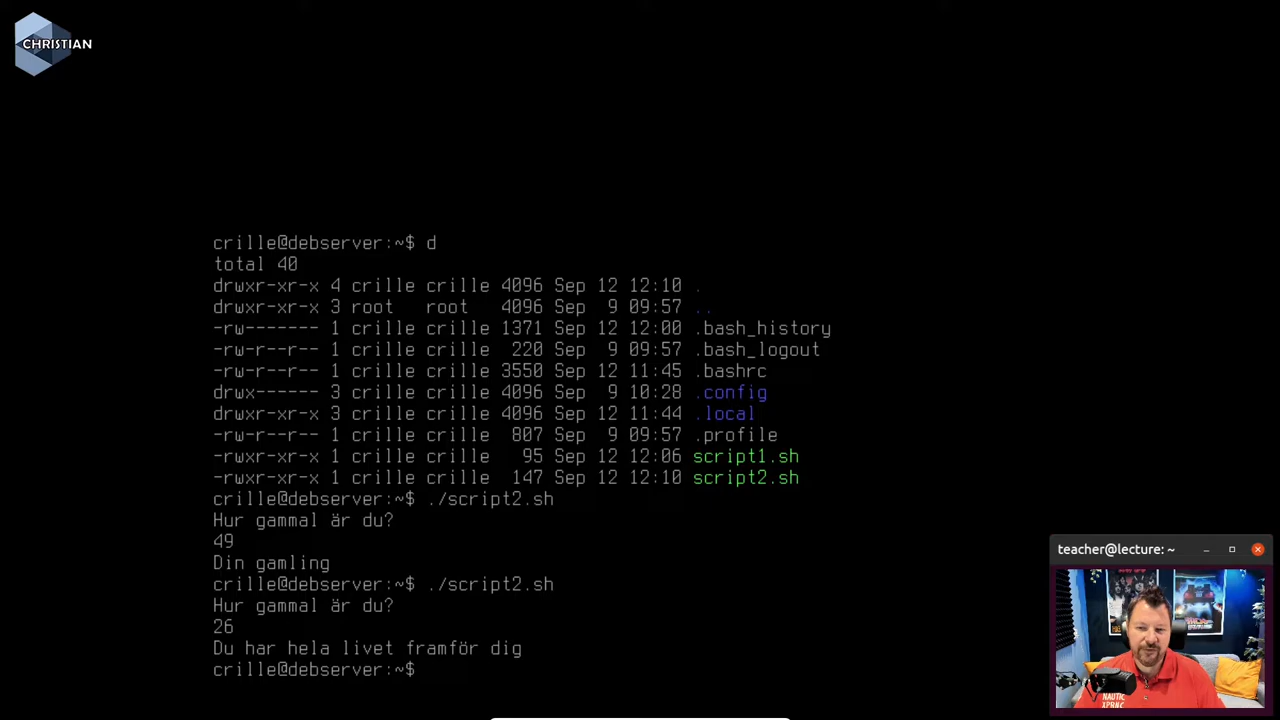 CHRISTIAN
crille@debserver:~$ d
total 40
drwxr-xr-x 4 crille crille 4096 Sep 12 12:10 .
drwxr-xr-x 3 root   root   4096 Sep  9 09:57 ..
-rw------- 1 crille crille 1371 Sep 12 12:00 .bash_history
-rw-r--r-- 1 crille crille  220 Sep  9 09:57 .bash_logout
-rw-r--r-- 1 crille crille 3550 Sep 12 11:45 .bashrc
drwx------ 3 crille crille 4096 Sep  9 10:28 .config
drwxr-xr-x 3 crille crille 4096 Sep 12 11:44 .local
-rw-r--r-- 1 crille crille  807 Sep  9 09:57 .profile
-rwxr-xr-x 1 crille crille   95 Sep 12 12:06 script1.sh
-rwxr-xr-x 1 crille crille  147 Sep 12 12:10 script2.sh
crille@debserver:~$ ./script2.sh
Hur gammal är du?
49
Din gamling
crille@debserver:~$ ./script2.sh
Hur gammal är du?
26
Du har hela livet framför dig
crille@debserver:~$
teacher@lecture: ~